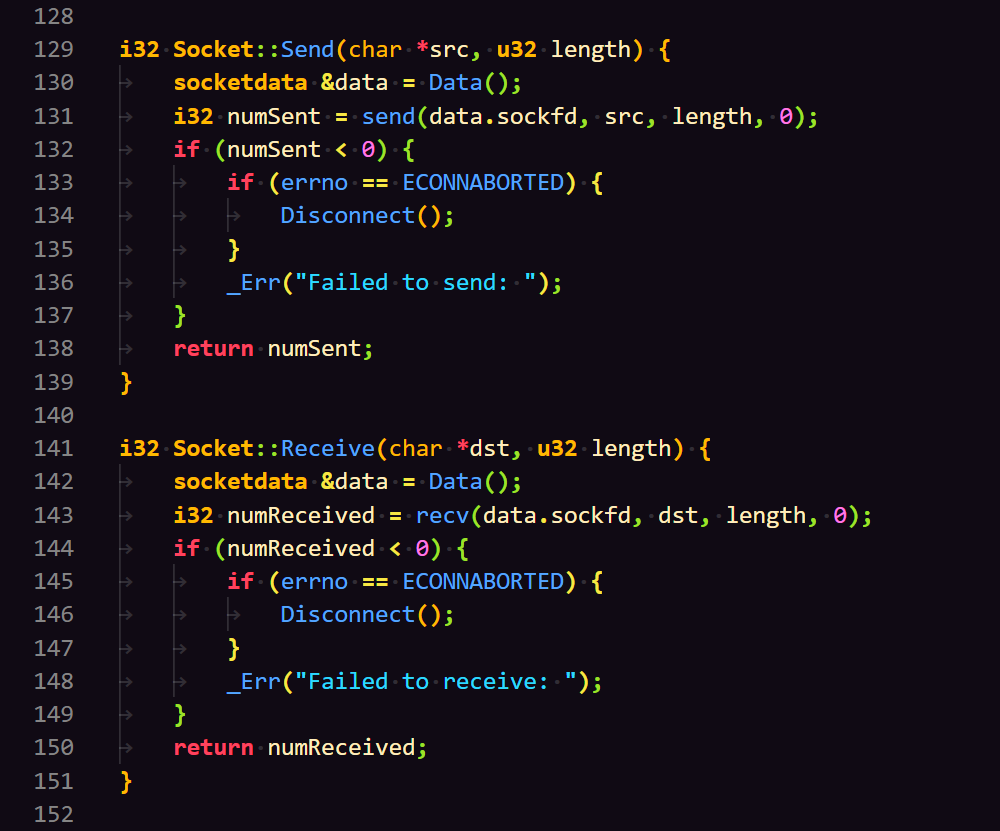 128
129 i32 Socket::Send(char *src, u32 length) {
130 socketdata &data = Data();
131 i32 numSent = send(data.sockfd, src, length, 0);
132 if (numSent < 0) {
133 if (errno == ECONNABORTED) {
134 Disconnect();
135 }
136 _Err("Failed to send: ");
137 }
138 return numSent;
139 }
140
141 i32 Socket::Receive(char *dst, u32 length) {
142 socketdata &data = Data();
143 i32 numReceived = recv(data.sockfd, dst, length, 0);
144 if (numReceived < 0) {
145 if (errno == ECONNABORTED) {
146 Disconnect();
147 }
148 _Err("Failed to receive: ");
149 }
150 return numReceived;
151 }
152